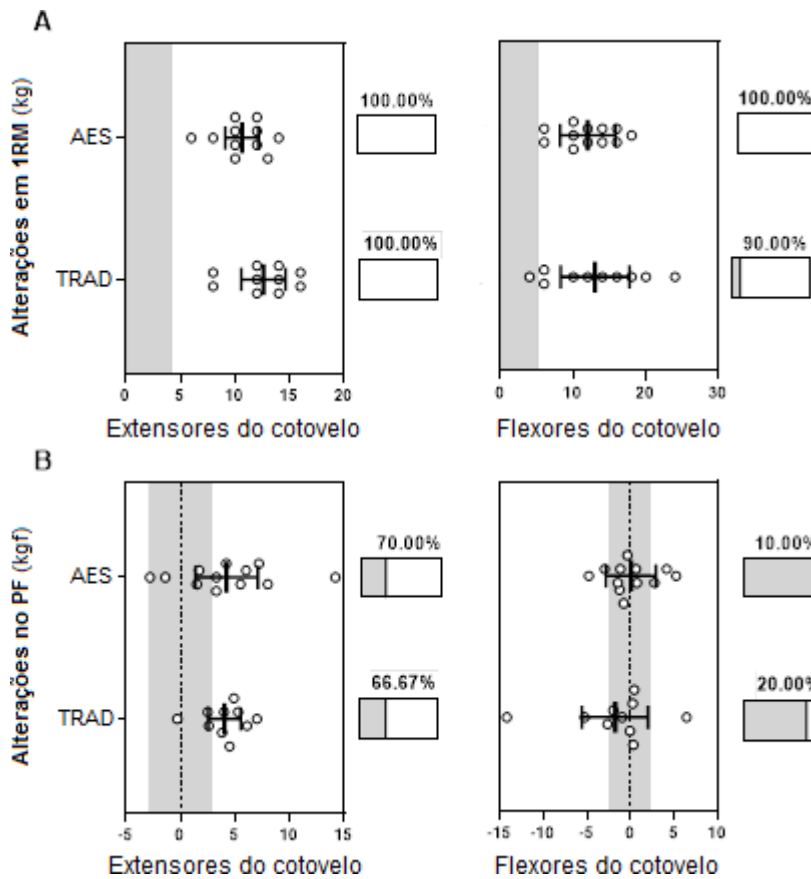 A
Alterações em 1RM (kg)
AES
TRAD
100.00%
100.00%
0 5 10 15 20
Extensores do cotovelo
100.00%
90.00%
0 10 20 30
Flexores do cotovelo
B
Alterações no PF (kgf)
AES
TRAD
70.00%
66.67%
-5 0 5 10 15
Extensores do cotovelo
10.00%
20.00%
-15 -10 -5 0 5 10
Flexores do cotovelo